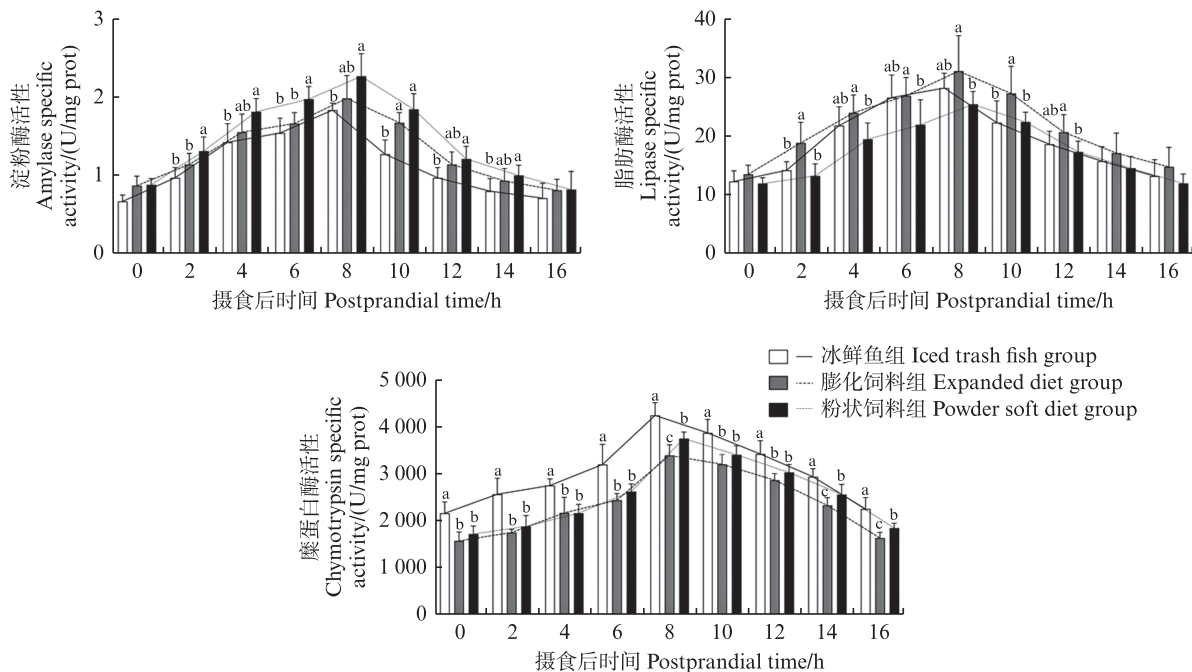 淀粉酶活性
Amylase specific
activity/(U/mg prot)
3
2
1
0
b b a
b ab a
b b a
b ab a
b a a
b ab a
b ab a
0 2 4 6 8 10 12 14 16
摄食后时间 Postprandial time/h
脂肪酶活性
Lipase specific
activity/(U/mg prot)
40
30
20
10
0
b a b
ab a b
ab a b
ab a b
b a b
ab a b
0 2 4 6 8 10 12 14 16
摄食后时间 Postprandial time/h
冰鲜鱼组 Iced trash fish group
膨化饲料组 Expanded diet group
粉状饲料组 Powder soft diet group
糜蛋白酶活性
Chymotrypsin specific
activity/(U/mg prot)
5 000
4 000
3 000
2 000
1 000
0
a b b
a b b
a b b
a b b
a c b
a b b
a b b
a c b
a c b
0 2 4 6 8 10 12 14 16
摄食后时间 Postprandial time/h